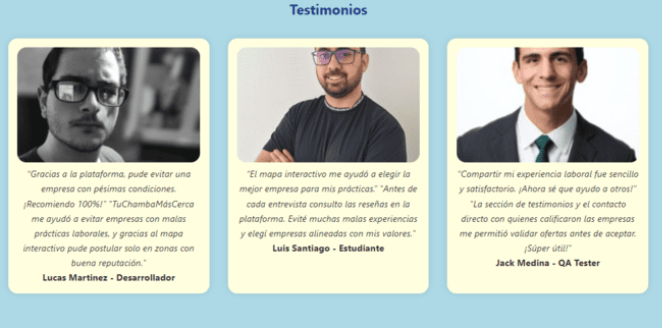 Testimonios
"Gracias a la plataforma, pude evitar una
empresa con pésimas condiciones.
¡Recomiendo 100%!" "TuChambaMásCerca
me ayudó a evitar empresas con malas
prácticas laborales, y gracias al mapa
interactivo pude postular solo en zonas con
buena reputación."
Lucas Martinez - Desarrollador
"El mapa interactivo me ayudó a elegir la
mejor empresa para mis prácticas." "Antes de
cada entrevista consulto las reseñas en la
plataforma. Evité muchas malas experiencias
y elegí empresas alineadas con mis valores."
Luis Santiago - Estudiante
"Compartir mi experiencia laboral fue sencillo
y satisfactorio. ¡Ahora sé que ayudo a otros!"
"La sección de testimonios y el contacto
directo con quienes calificaron las empresas
me permitió validar ofertas antes de aceptar.
¡Súper útil!"
Jack Medina - QA Tester